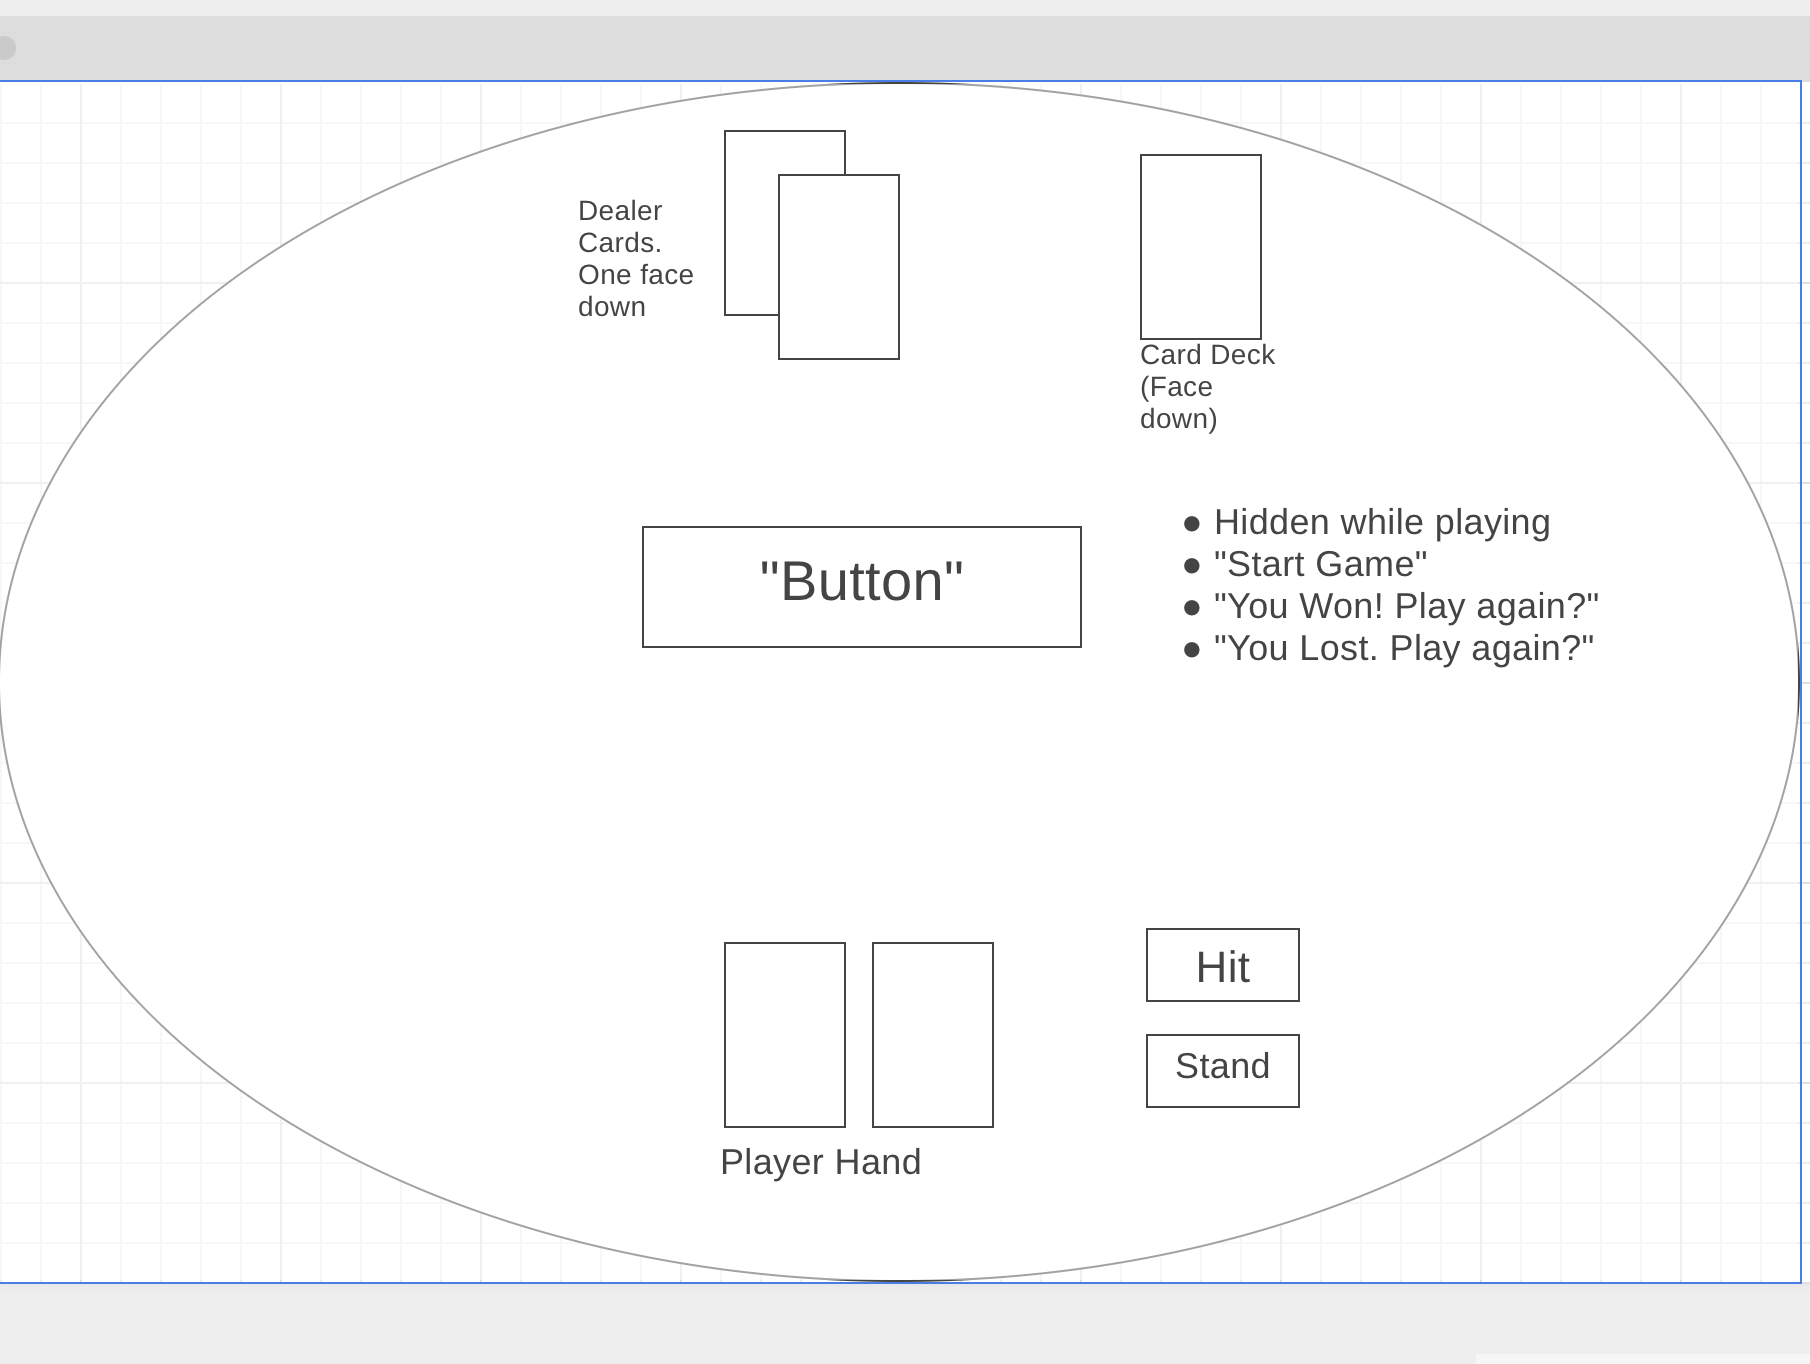 Dealer
Cards.
One face
down
Card Deck
(Face
down)
"Button"
● Hidden while playing
● "Start Game"
● "You Won! Play again?"
● "You Lost. Play again?"
Hit
Stand
Player Hand